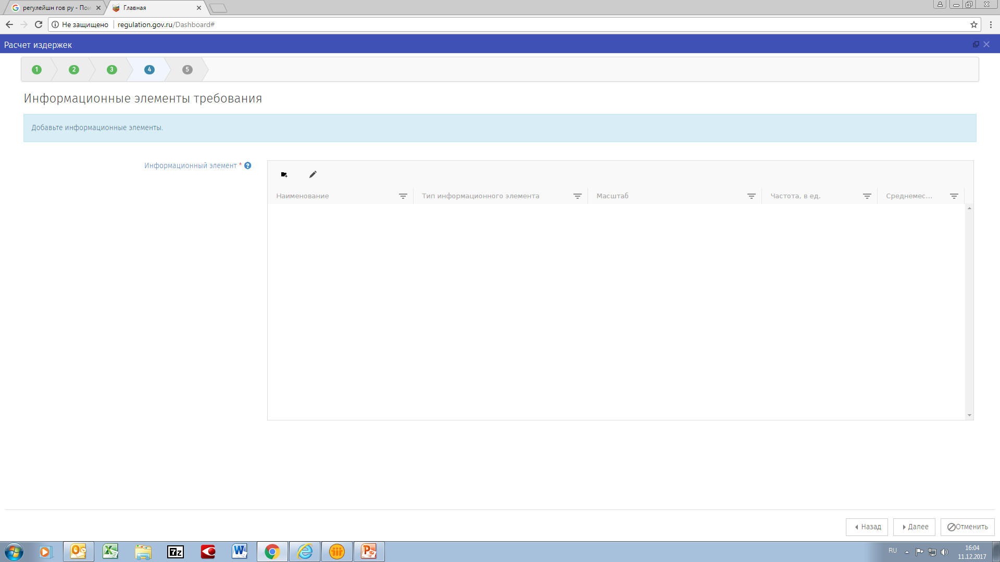 регулейшн гов ру - Пои
Главная
Не защищено
regulation.gov.ru/Dashboard#
Расчет издержек
1 2 3 4 5
Информационные элементы требования
Добавьте информационные элементы.
Информационный элемент * ?
Наименование
Тип информационного элемента
Масштаб
Частота, в ед.
Среднемес...
Назад
Далее
Отменить
7z
RU
16:04
11.12.2017